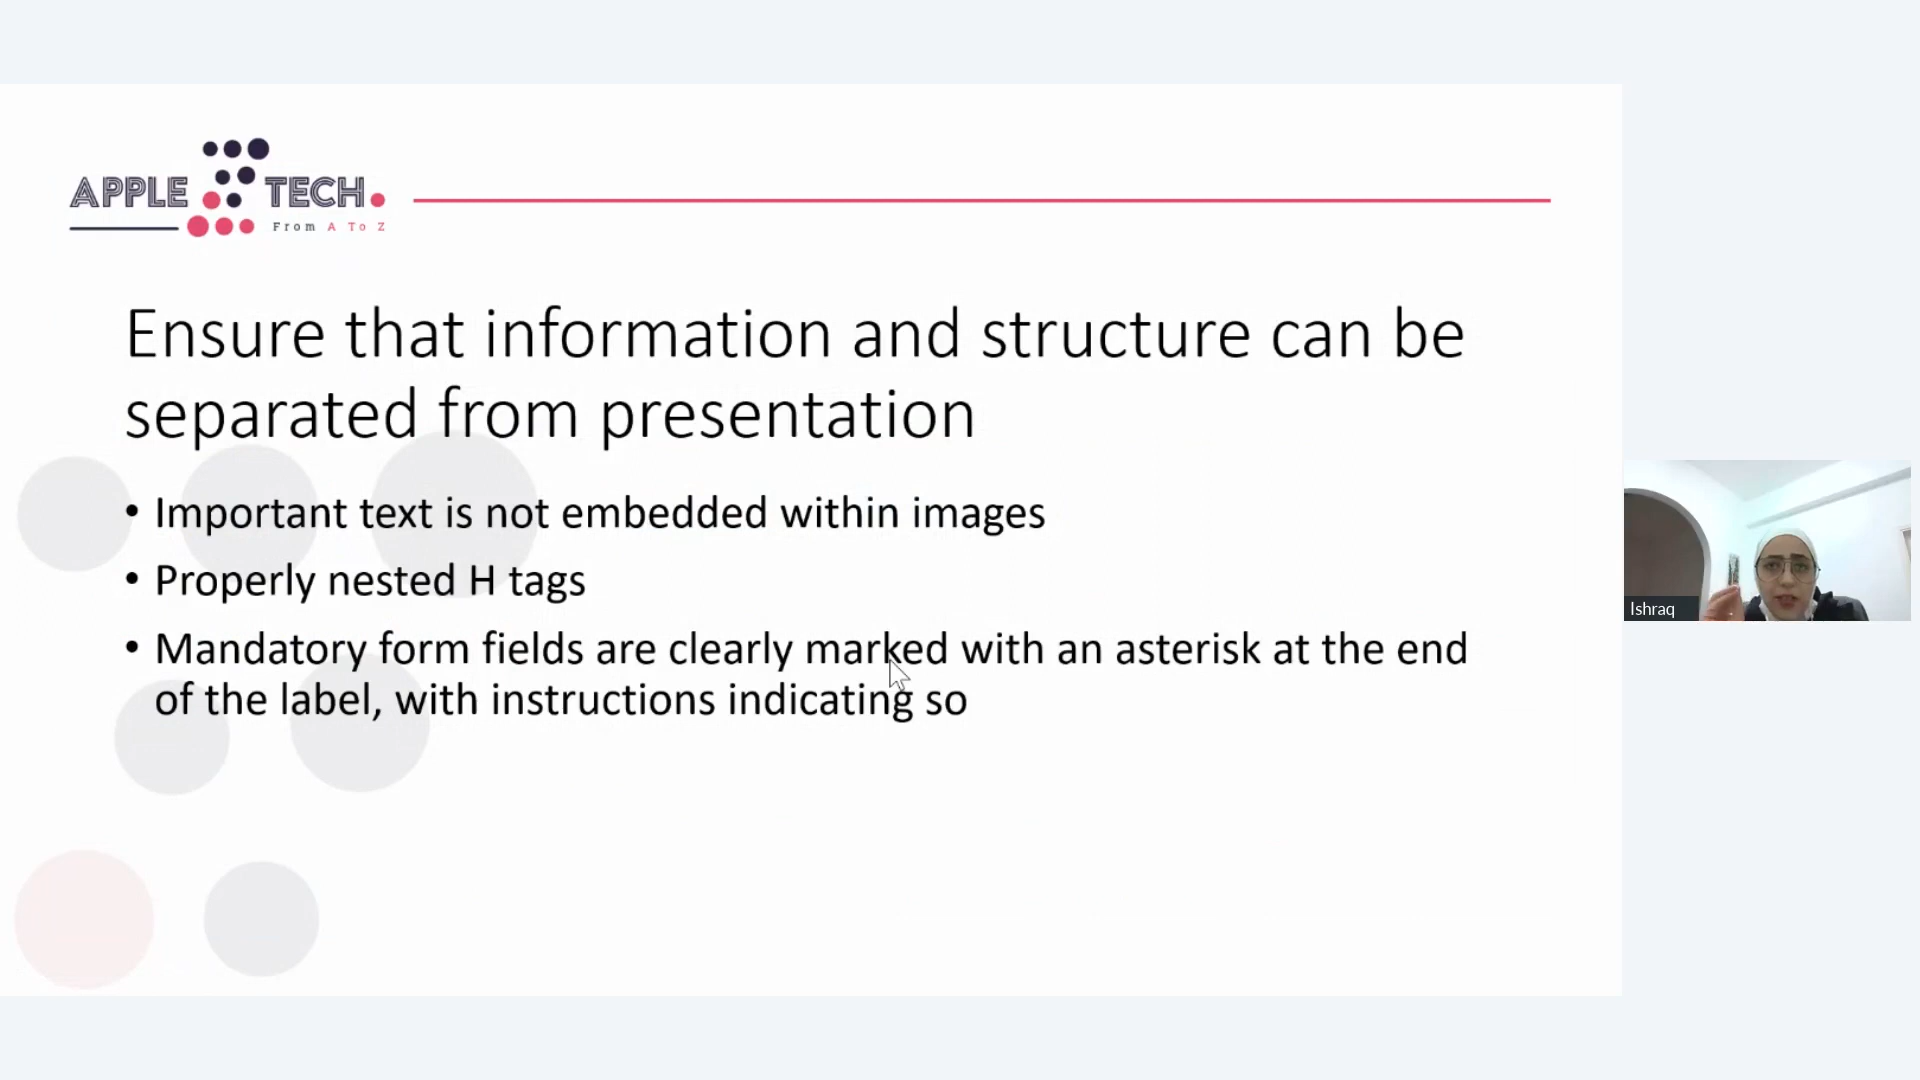 APPLE TECH.
From A To Z
Ensure that information and structure can be
separated from presentation
• Important text is not embedded within images
• Properly nested H tags
• Mandatory form fields are clearly marked with an asterisk at the end
of the label, with instructions indicating so
Ishraq